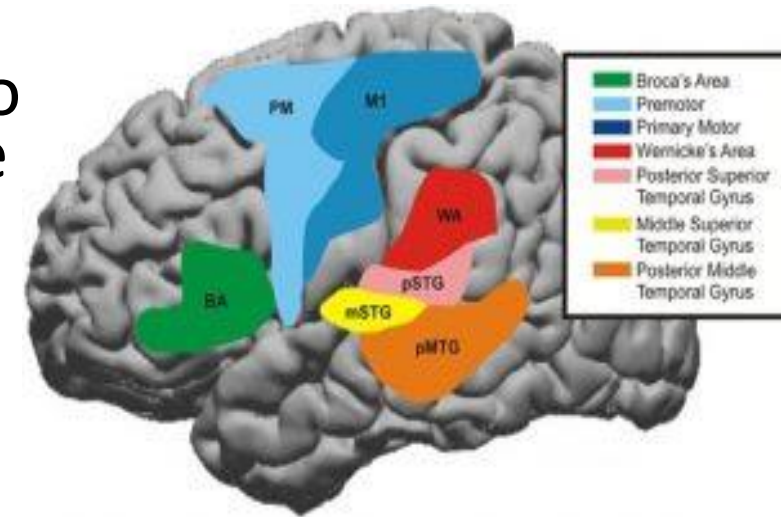 o
e
PM
M1
WA
pSTG
BA
mSTG
pMTG
Broca's Area
Premotor
Primary Motor
Wernicke's Area
Posterior Superior
Temporal Gyrus
Middle Superior
Temporal Gyrus
Posterior Middle
Temporal Gyrus